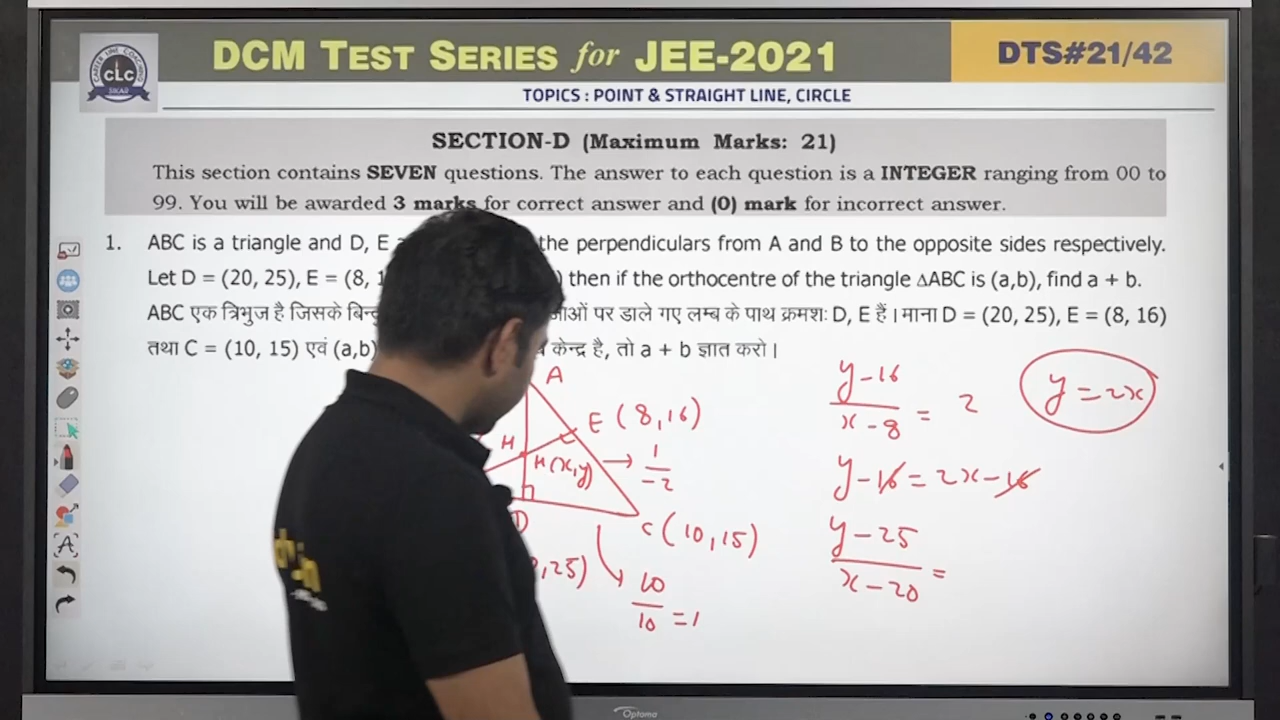 CLC
DCM TEST SERIES for JEE-2021
DTS#21/42
TOPICS : POINT & STRAIGHT LINE, CIRCLE
SECTION-D (Maximum Marks: 21)
This section contains SEVEN questions. The answer to each question is a INTEGER ranging from 00 to
99. You will be awarded 3 marks for correct answer and (0) mark for incorrect answer.
1. ABC is a triangle and D, E the perpendiculars from A and B to the opposite sides respectively.
Let D = (20, 25), E = (8, 1 ) then if the orthocentre of the triangle ΔABC is (a,b), find a + b.
ABC एक त्रिभुज है जिसके डाले गए लम्ब के पाथ क्रमशः D, E हैं। माना D = (20, 25), E = (8, 16)
तथा C = (10, 15) एवं (a,b) केन्द्र है, तो a + b ज्ञात करो।
A
E (8,16)
H
H(x,y) → 1/-2
D
C (10,15)
,25)
10/10 = 1
y-16/x-8 = 2
y = 2x
y-16 = 2x-16
y-25/x-20 =
Optoma